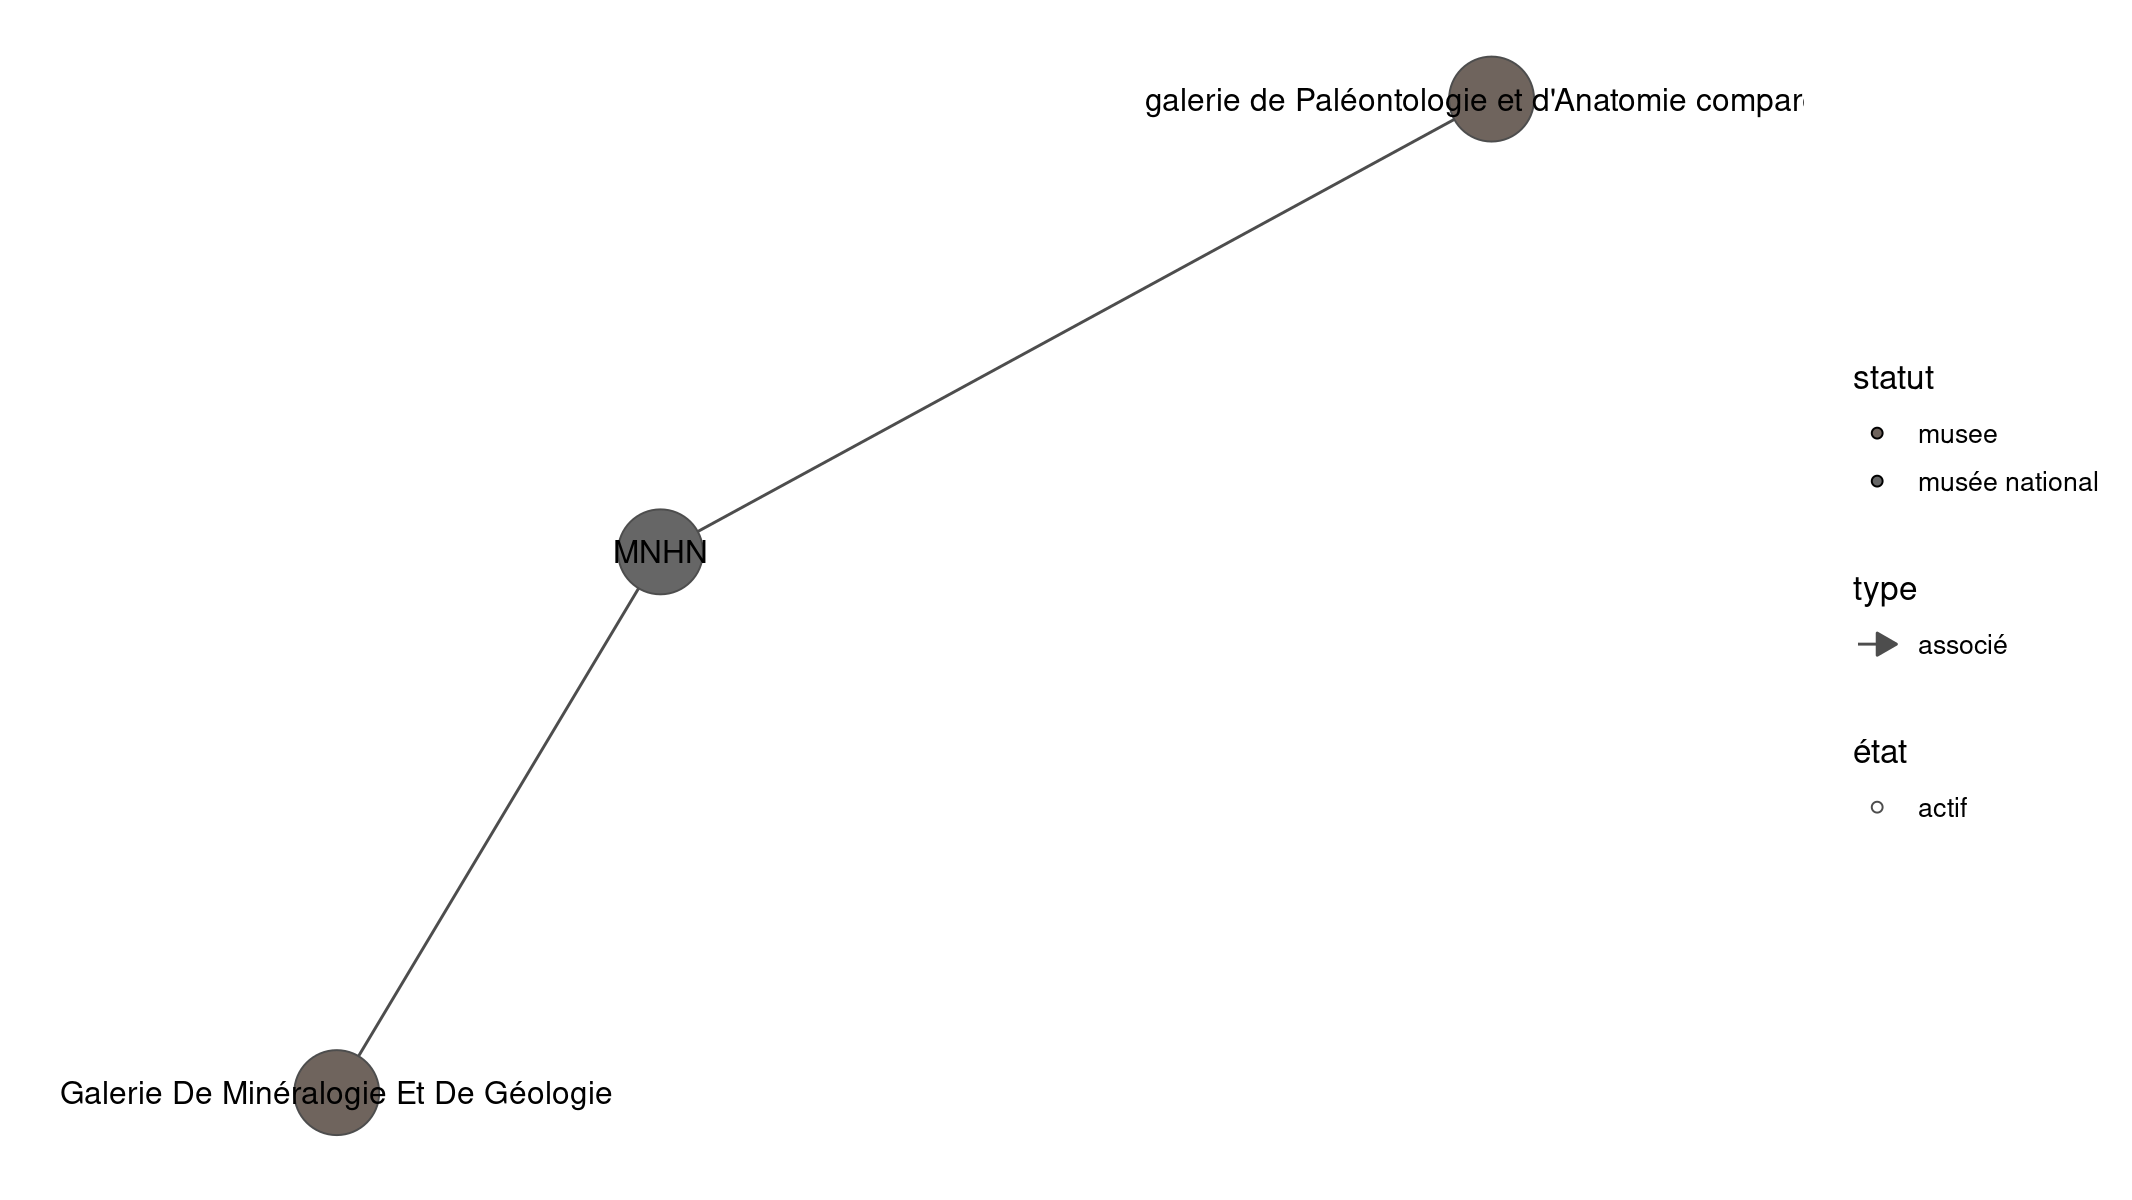 galerie de Paléontologie et d'Anatomie compar
MNHN
Galerie De Minéralogie Et De Géologie
statut
musee
musée national
type
associé
état
actif